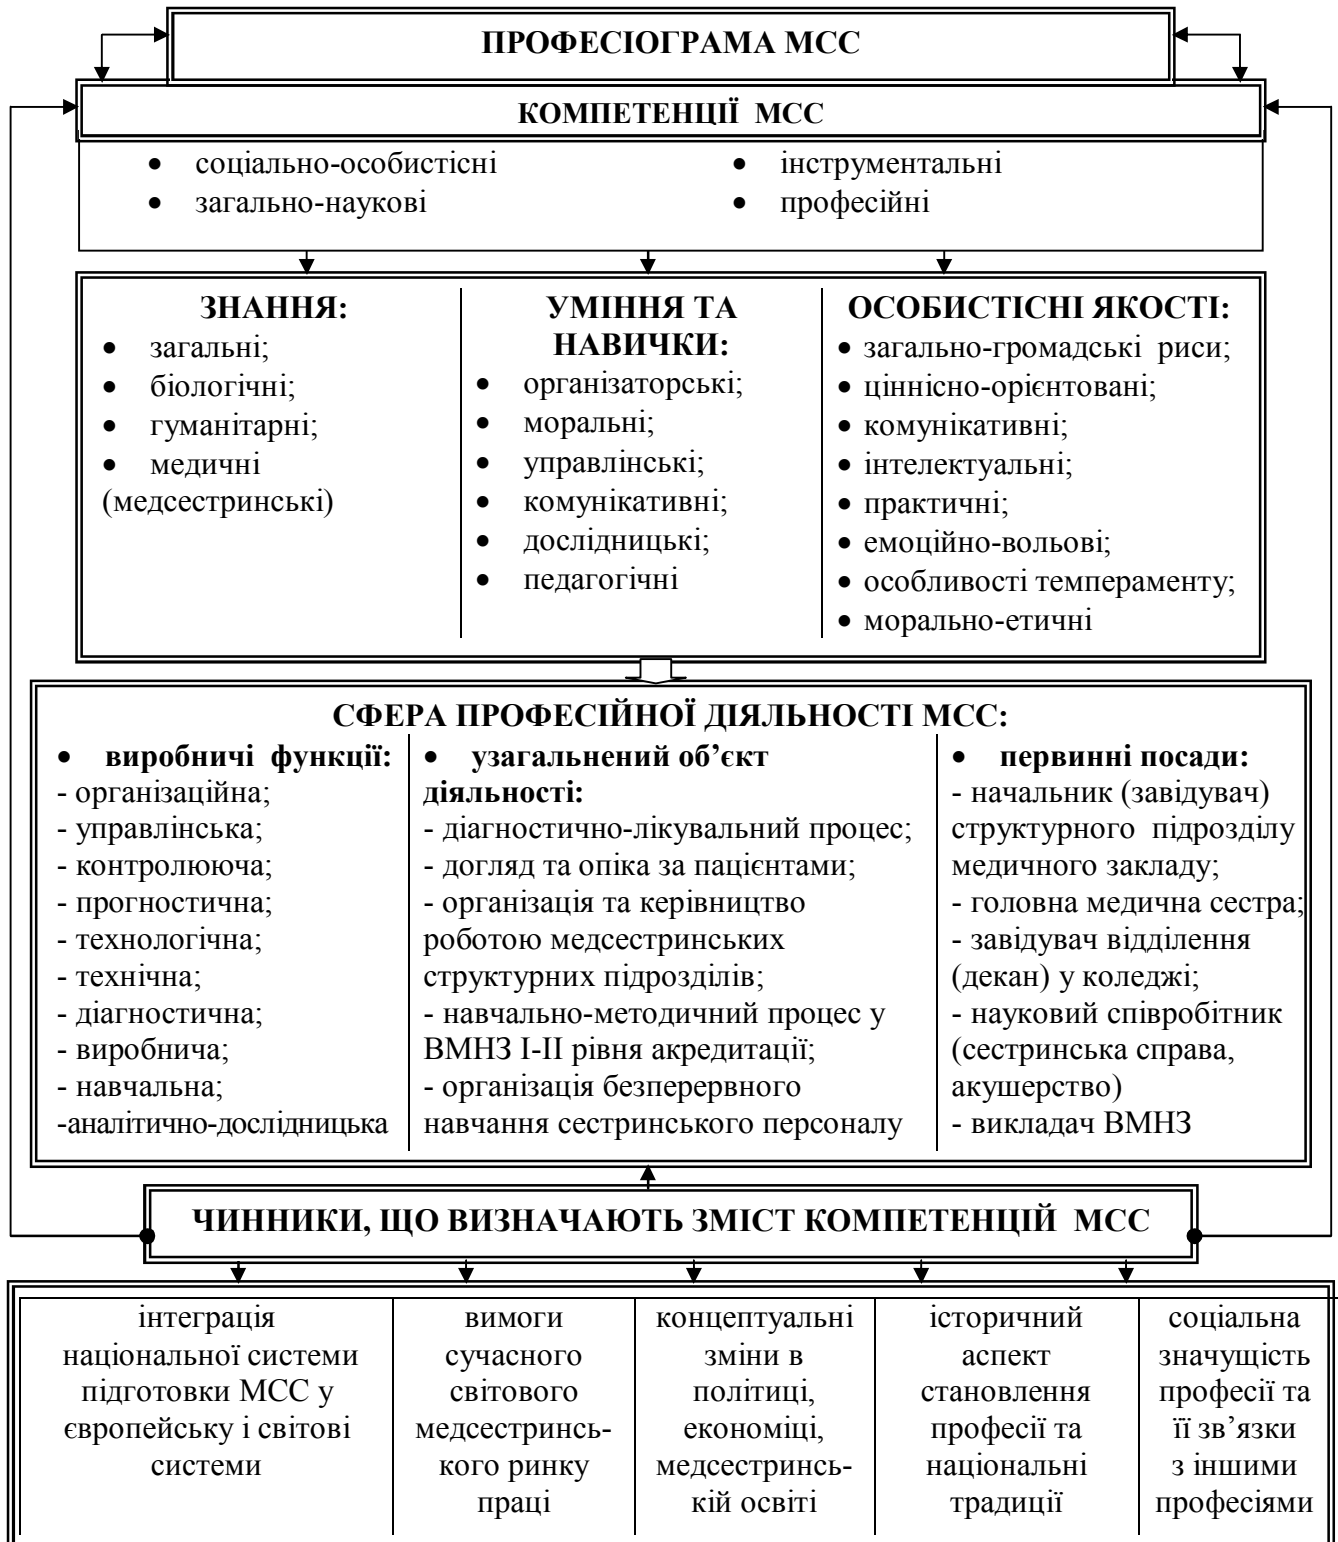 ПРОФЕСІОГРАМА МСС
КОМПЕТЕНЦІЇ МСС
• соціально-особистісні
• загально-наукові
• інструментальні
• професійні
ЗНАННЯ:
• загальні;
• біологічні;
• гуманітарні;
• медичні
(медсестринські)
УМІННЯ ТА
НАВИЧКИ:
• організаторські;
• моральні;
• управлінські;
• комунікативні;
• дослідницькі;
• педагогічні
ОСОБИСТІСНІ ЯКОСТІ:
• загально-громадські риси;
• ціннісно-орієнтовані;
• комунікативні;
• інтелектуальні;
• практичні;
• емоційно-вольові;
• особливості темпераменту;
• морально-етичні
СФЕРА ПРОФЕСІЙНОЇ ДІЯЛЬНОСТІ МСС:
• виробничі функції:
- організаційна;
- управлінська;
- контролююча;
- прогностична;
- технологічна;
- технічна;
- діагностична;
- виробнича;
- навчальна;
-аналітично-дослідницька
• узагальнений об’єкт
діяльності:
- діагностично-лікувальний процес;
- догляд та опіка за пацієнтами;
- організація та керівництво
роботою медсестринських
структурних підрозділів;
- навчально-методичний процес у
ВМНЗ І-ІІ рівня акредитації;
- організація безперервного
навчання сестринського персоналу
• первинні посади:
- начальник (завідувач)
структурного підрозділу
медичного закладу;
- головна медична сестра;
- завідувач відділення
(декан) у коледжі;
- науковий співробітник
(сестринська справа,
акушерство)
- викладач ВМНЗ
ЧИННИКИ, ЩО ВИЗНАЧАЮТЬ ЗМІСТ КОМПЕТЕНЦІЙ МСС
інтеграція
національної системи
підготовки МСС у
європейську і світові
системи
вимоги
сучасного
світового
медсестринсь-
кого ринку
праці
концептуальні
зміни в
політиці,
економіці,
медсестринсь-
кій освіті
історичний
аспект
становлення
професії та
національні
традиції
соціальна
значущість
професії та
її зв’язки
з іншими
професіями